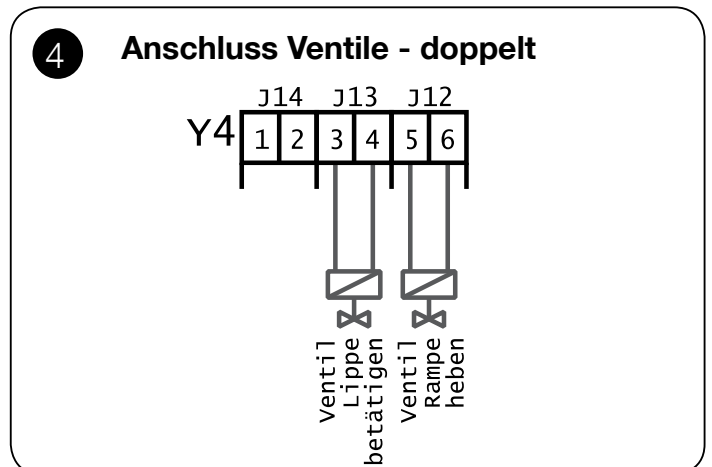 4 Anschluss Ventile - doppelt
J14 J13 J12
Y4 1 2 3 4 5 6
Ventil
Lippe
betätigen
Ventil
Rampe
heben